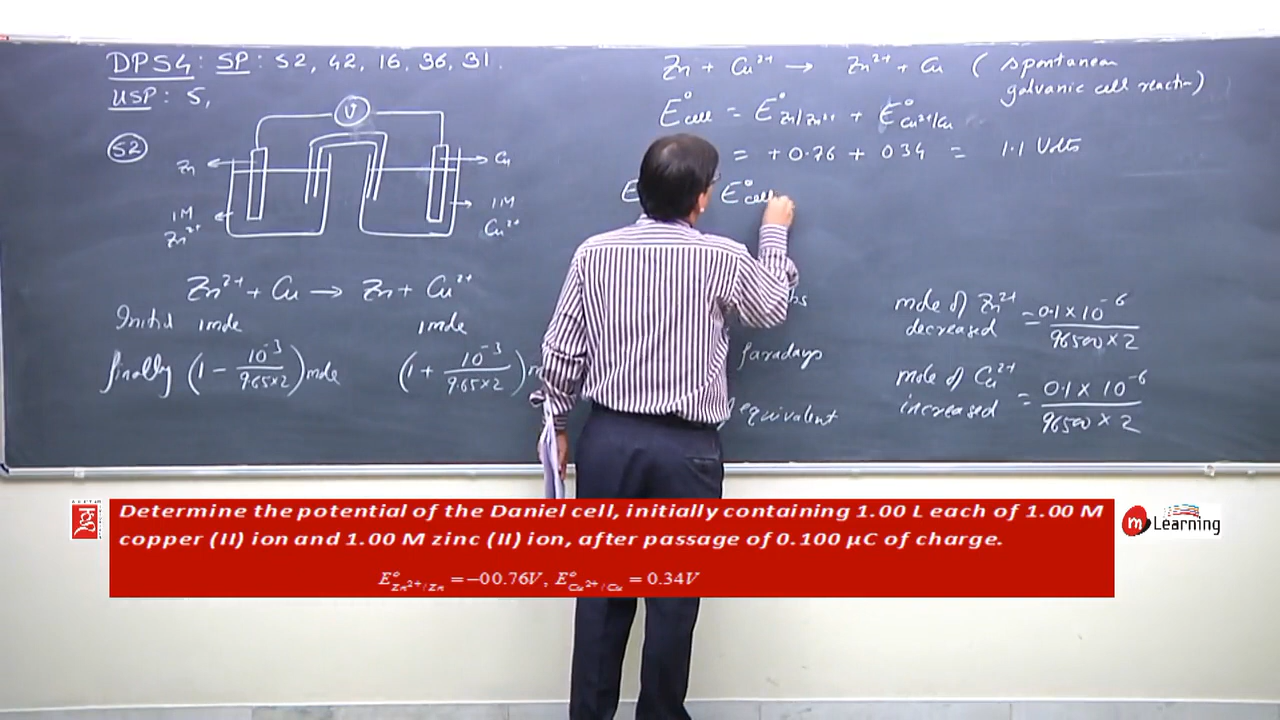 DPS4: SP: 52, 42, 16, 36, 31.
USP: 5,
52
V
Zn
Cu
1M
Zn²⁺
1M
Cu²⁺
Zn²⁺ + Cu → Zn + Cu²⁺
Initial 1mole 1mole
finally (1 − 10⁻³/9.65×2) mole (1 + 10⁻³/9.65×2)
Zn + Cu²⁺ → Zn²⁺ + Cu (spontanean
galvanic cell reaction)
E°cell = E°Zn/Zn²⁺ + E°Cu²⁺/Cu
= +0.76 + 0.34 = 1.1 Volts
E E°cell
faradays
equivalent
mole of Zn²⁺
decreased = 0.1×10⁻⁶/96500×2
mole of Cu²⁺
increased = 0.1×10⁻⁶/96500×2
Determine the potential of the Daniel cell, initially containing 1.00 L each of 1.00 M
copper (II) ion and 1.00 M zinc (II) ion, after passage of 0.100 μC of charge.
E°Zn²⁺/Zn = −00.76V, E°Cu²⁺/Cu = 0.34V
m Learning